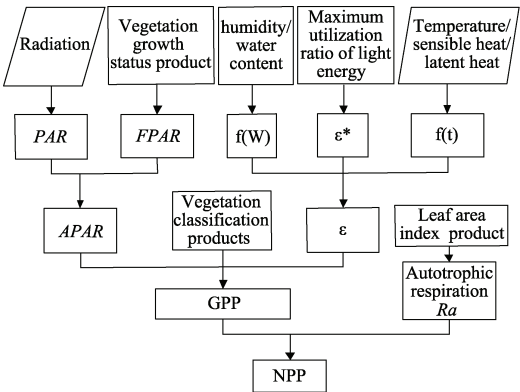 Radiation
Vegetation
growth
status product
humidity/
water
content
Maximum
utilization
ratio of light
energy
Temperature/
sensible heat/
latent heat
PAR
FPAR
f(W)
ε*
f(t)
APAR
Vegetation
classification
products
ε
Leaf area
index product
GPP
Autotrophic
respiration
Ra
NPP